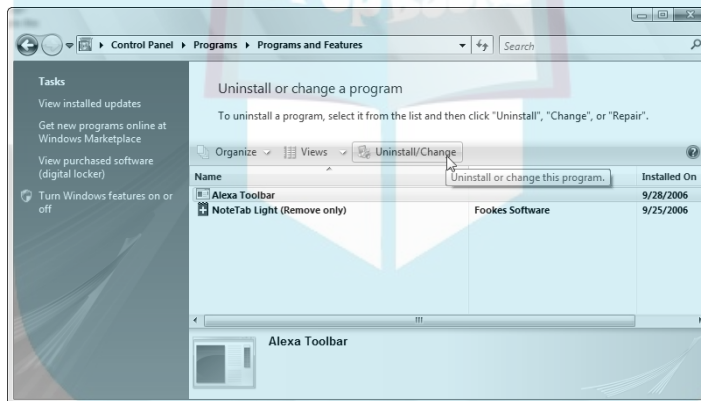 Control Panel ▸ Programs ▸ Programs and Features
Search
Tasks
View installed updates
Get new programs online at
Windows Marketplace
View purchased software
(digital locker)
Turn Windows features on or
off
Uninstall or change a program
To uninstall a program, select it from the list and then click "Uninstall", "Change", or "Repair".
Organize Views Uninstall/Change
Name Installed On
Uninstall or change this program.
Alexa Toolbar 9/28/2006
NoteTab Light (Remove only) Fookes Software 9/25/2006
Alexa Toolbar